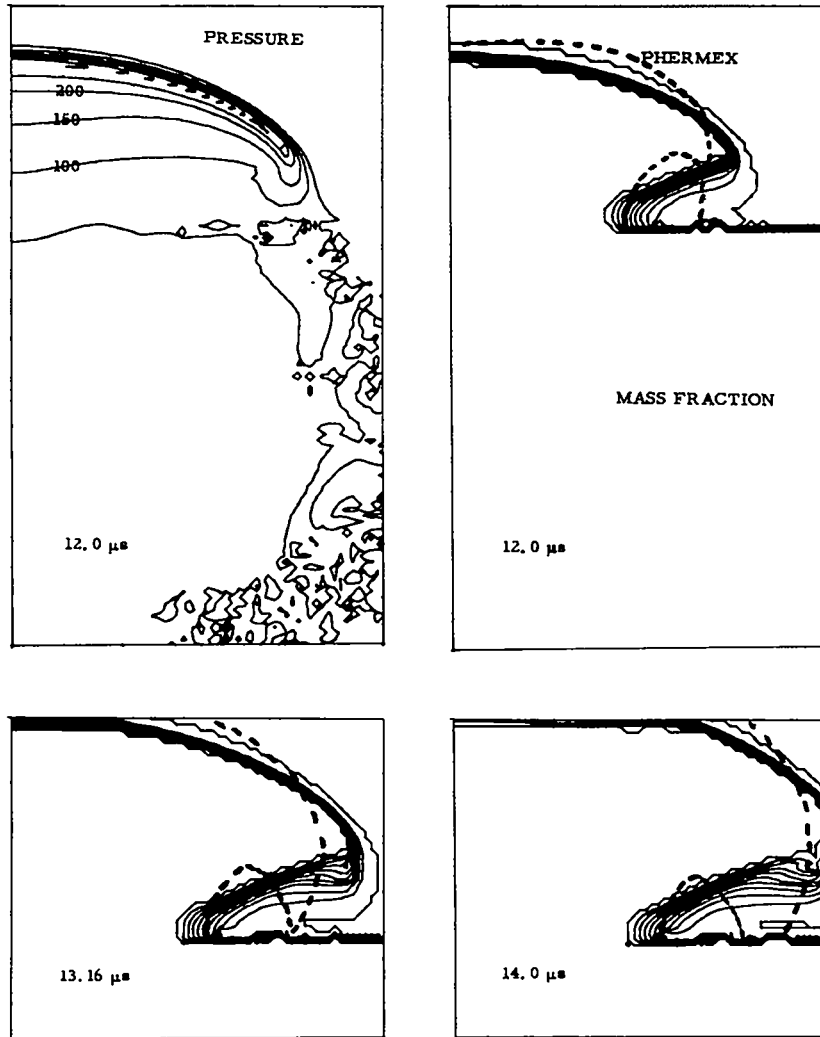 PRESSURE
200
150
100
12.0 μs
PHERMEX
MASS FRACTION
12.0 μs
13.16 μs
14.0 μs